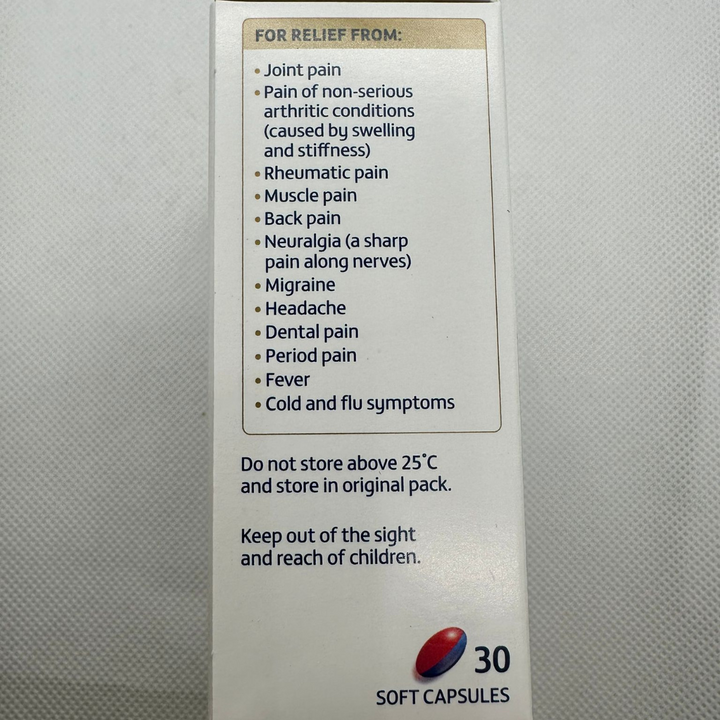 FOR RELIEF FROM:
• Joint pain
• Pain of non-serious
arthritic conditions
(caused by swelling
and stiffness)
• Rheumatic pain
• Muscle pain
• Back pain
• Neuralgia (a sharp
pain along nerves)
• Migraine
• Headache
• Dental pain
• Period pain
• Fever
• Cold and flu symptoms
Do not store above 25°C
and store in original pack.
Keep out of the sight
and reach of children.
30
SOFT CAPSULES